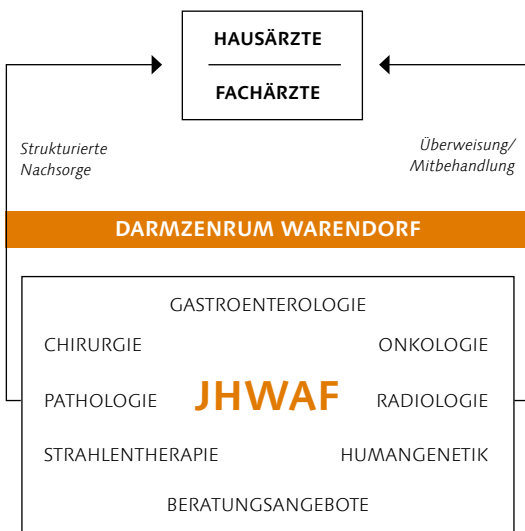 HAUSÄRZTE
FACHÄRZTE
Strukturierte
Nachsorge
Überweisung/
Mitbehandlung
DARMZENRUM WARENDORF
GASTROENTEROLOGIE
CHIRURGIE ONKOLOGIE
PATHOLOGIE JHWAF RADIOLOGIE
STRAHLENTHERAPIE HUMANGENETIK
BERATUNGSANGEBOTE